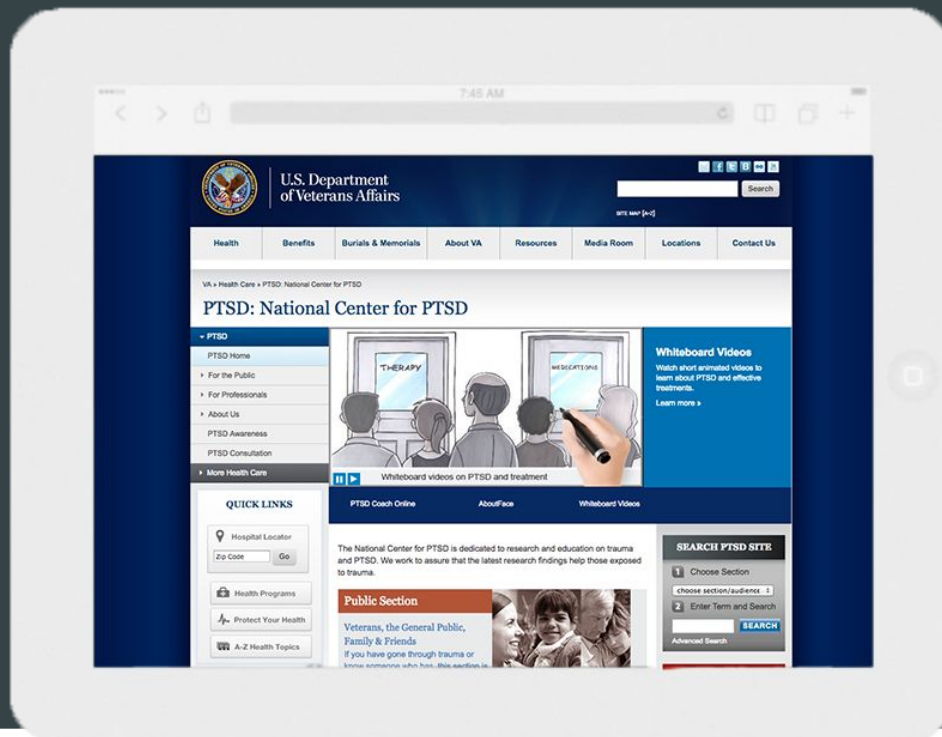 7:45 AM
U.S. Department
of Veterans Affairs
Search
SITE MAP [A-Z]
Health
Benefits
Burials & Memorials
About VA
Resources
Media Room
Locations
Contact Us
VA » Health Care » PTSD: National Center for PTSD
PTSD: National Center for PTSD
PTSD
PTSD Home
For the Public
For Professionals
About Us
PTSD Awareness
PTSD Consultation
More Health Care
THERAPY
MEDICATIONS
Whiteboard videos on PTSD and treatment
Whiteboard Videos
Watch short animated videos to
learn about PTSD and effective
treatments.
Learn more »
PTSD Coach Online
AboutFace
Whiteboard Videos
QUICK LINKS
Hospital Locator
Zip Code
Go
Health Programs
Protect Your Health
A-Z Health Topics
The National Center for PTSD is dedicated to research and education on trauma
and PTSD. We work to assure that the latest research findings help those exposed
to trauma.
Public Section
Veterans, the General Public,
Family & Friends
If you have gone through trauma or
know someone who has, this section is
SEARCH PTSD SITE
1 Choose Section
choose section/audience
2 Enter Term and Search
SEARCH
Advanced Search